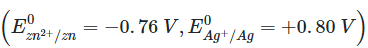 (E⁰zn²⁺/zn = −0.76 V, E⁰Ag⁺/Ag = +0.80 V)